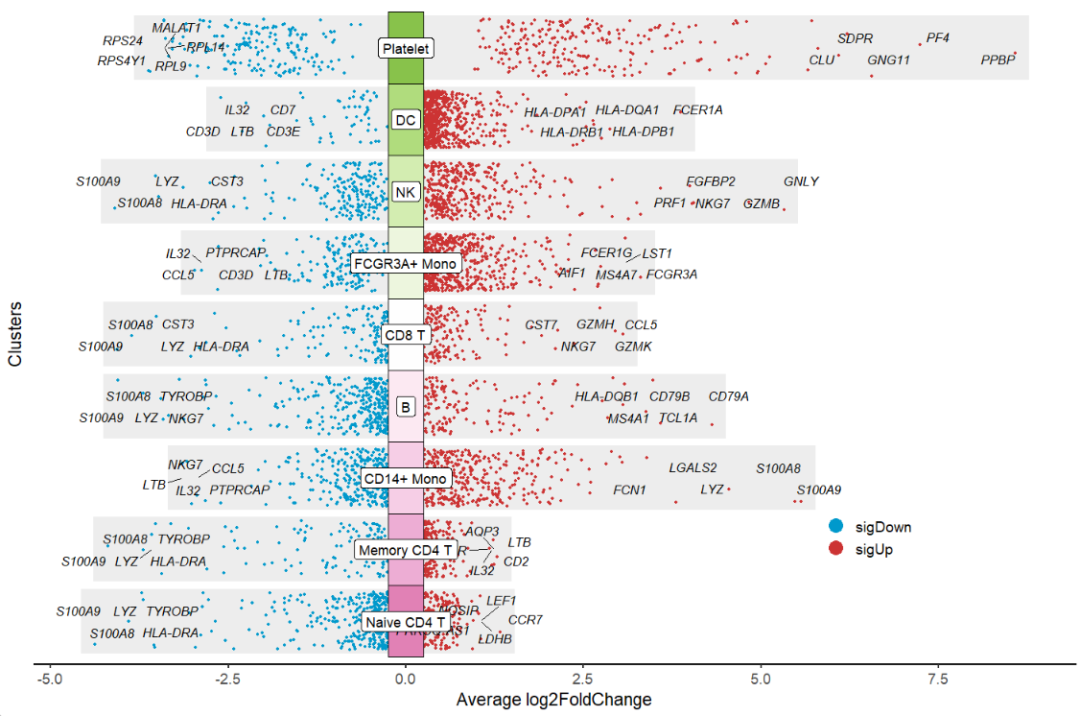 MALAT1
RPS24
RPL14
RPS4Y1
RPL9
Platelet
SDPR
PF4
CLU
GNG11
PPBP
IL32 CD7
CD3D LTB CD3E
DC
HLA-DPA1 HLA-DQA1 FCER1A
HLA-DRB1 HLA-DPB1
S100A9 LYZ CST3
S100A8 HLA-DRA
NK
FGFBP2 GNLY
PRF1 NKG7 GZMB
IL32 PTPRCAP
CCL5 CD3D LTB
FCGR3A+ Mono
FCER1G LST1
AIF1 MS4A7 FCGR3A
S100A8 CST3
S100A9 LYZ HLA-DRA
CD8 T
CST7 GZMH CCL5
NKG7 GZMK
S100A8 TYROBP
S100A9 LYZ NKG7
B
HLA-DQB1 CD79B CD79A
MS4A1 TCL1A
NKG7 CCL5
LTB IL32 PTPRCAP
CD14+ Mono
LGALS2 S100A8
FCN1 LYZ S100A9
S100A8 TYROBP
S100A9 LYZ HLA-DRA
Memory CD4 T
AQP3 LTB
IL32 CD2
S100A9 LYZ TYROBP
S100A8 HLA-DRA
Naive CD4 T
NOSIP LEF1
CCR7
LDHB
sigDown
sigUp
Clusters
-5.0 -2.5 0.0 2.5 5.0 7.5
Average log2FoldChange